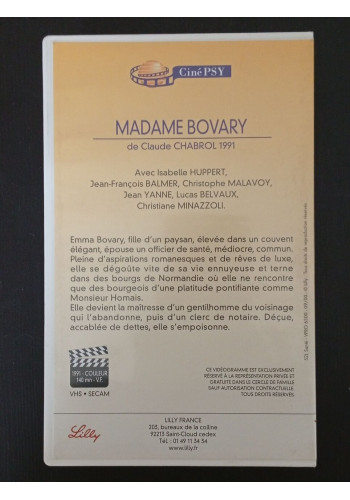 Ciné PSY
MADAME BOVARY
de Claude CHABROL 1991
Avec Isabelle HUPPERT,
Jean-François BALMER, Christophe MALAVOY,
Jean YANNE, Lucas BELVAUX,
Christiane MINAZZOLI.
Emma Bovary, fille d'un paysan, élevée dans un couvent
élégant, épouse un officier de santé, médiocre, commun.
Pleine d'aspirations romanesques et de rêves de luxe,
elle se dégoûte vite de sa vie ennuyeuse et terne
dans des bourgs de Normandie où elle ne rencontre
que des bourgeois d'une platitude pontifiante comme
Monsieur Homais.
Elle devient la maîtresse d'un gentilhomme du voisinage
qui l'abandonne, puis d'un clerc de notaire. Déçue,
accablée de dettes, elle s'empoisonne.
1991 - COULEUR
140 mn - V.F.
VHS • SECAM
CE VIDÉOGRAMME EST EXCLUSIVEMENT
RÉSERVÉ À LA REPRÉSENTATION PRIVÉE ET
GRATUITE DANS LE CERCLE DE FAMILLE
SAUF AUTORISATION CONTRACTUELLE.
TOUS DROITS RÉSERVÉS.
Lilly
LILLY FRANCE
203, bureaux de la colline
92213 Saint-Cloud cedex
Tél. : 01 49 11 34 34
www.lilly.fr